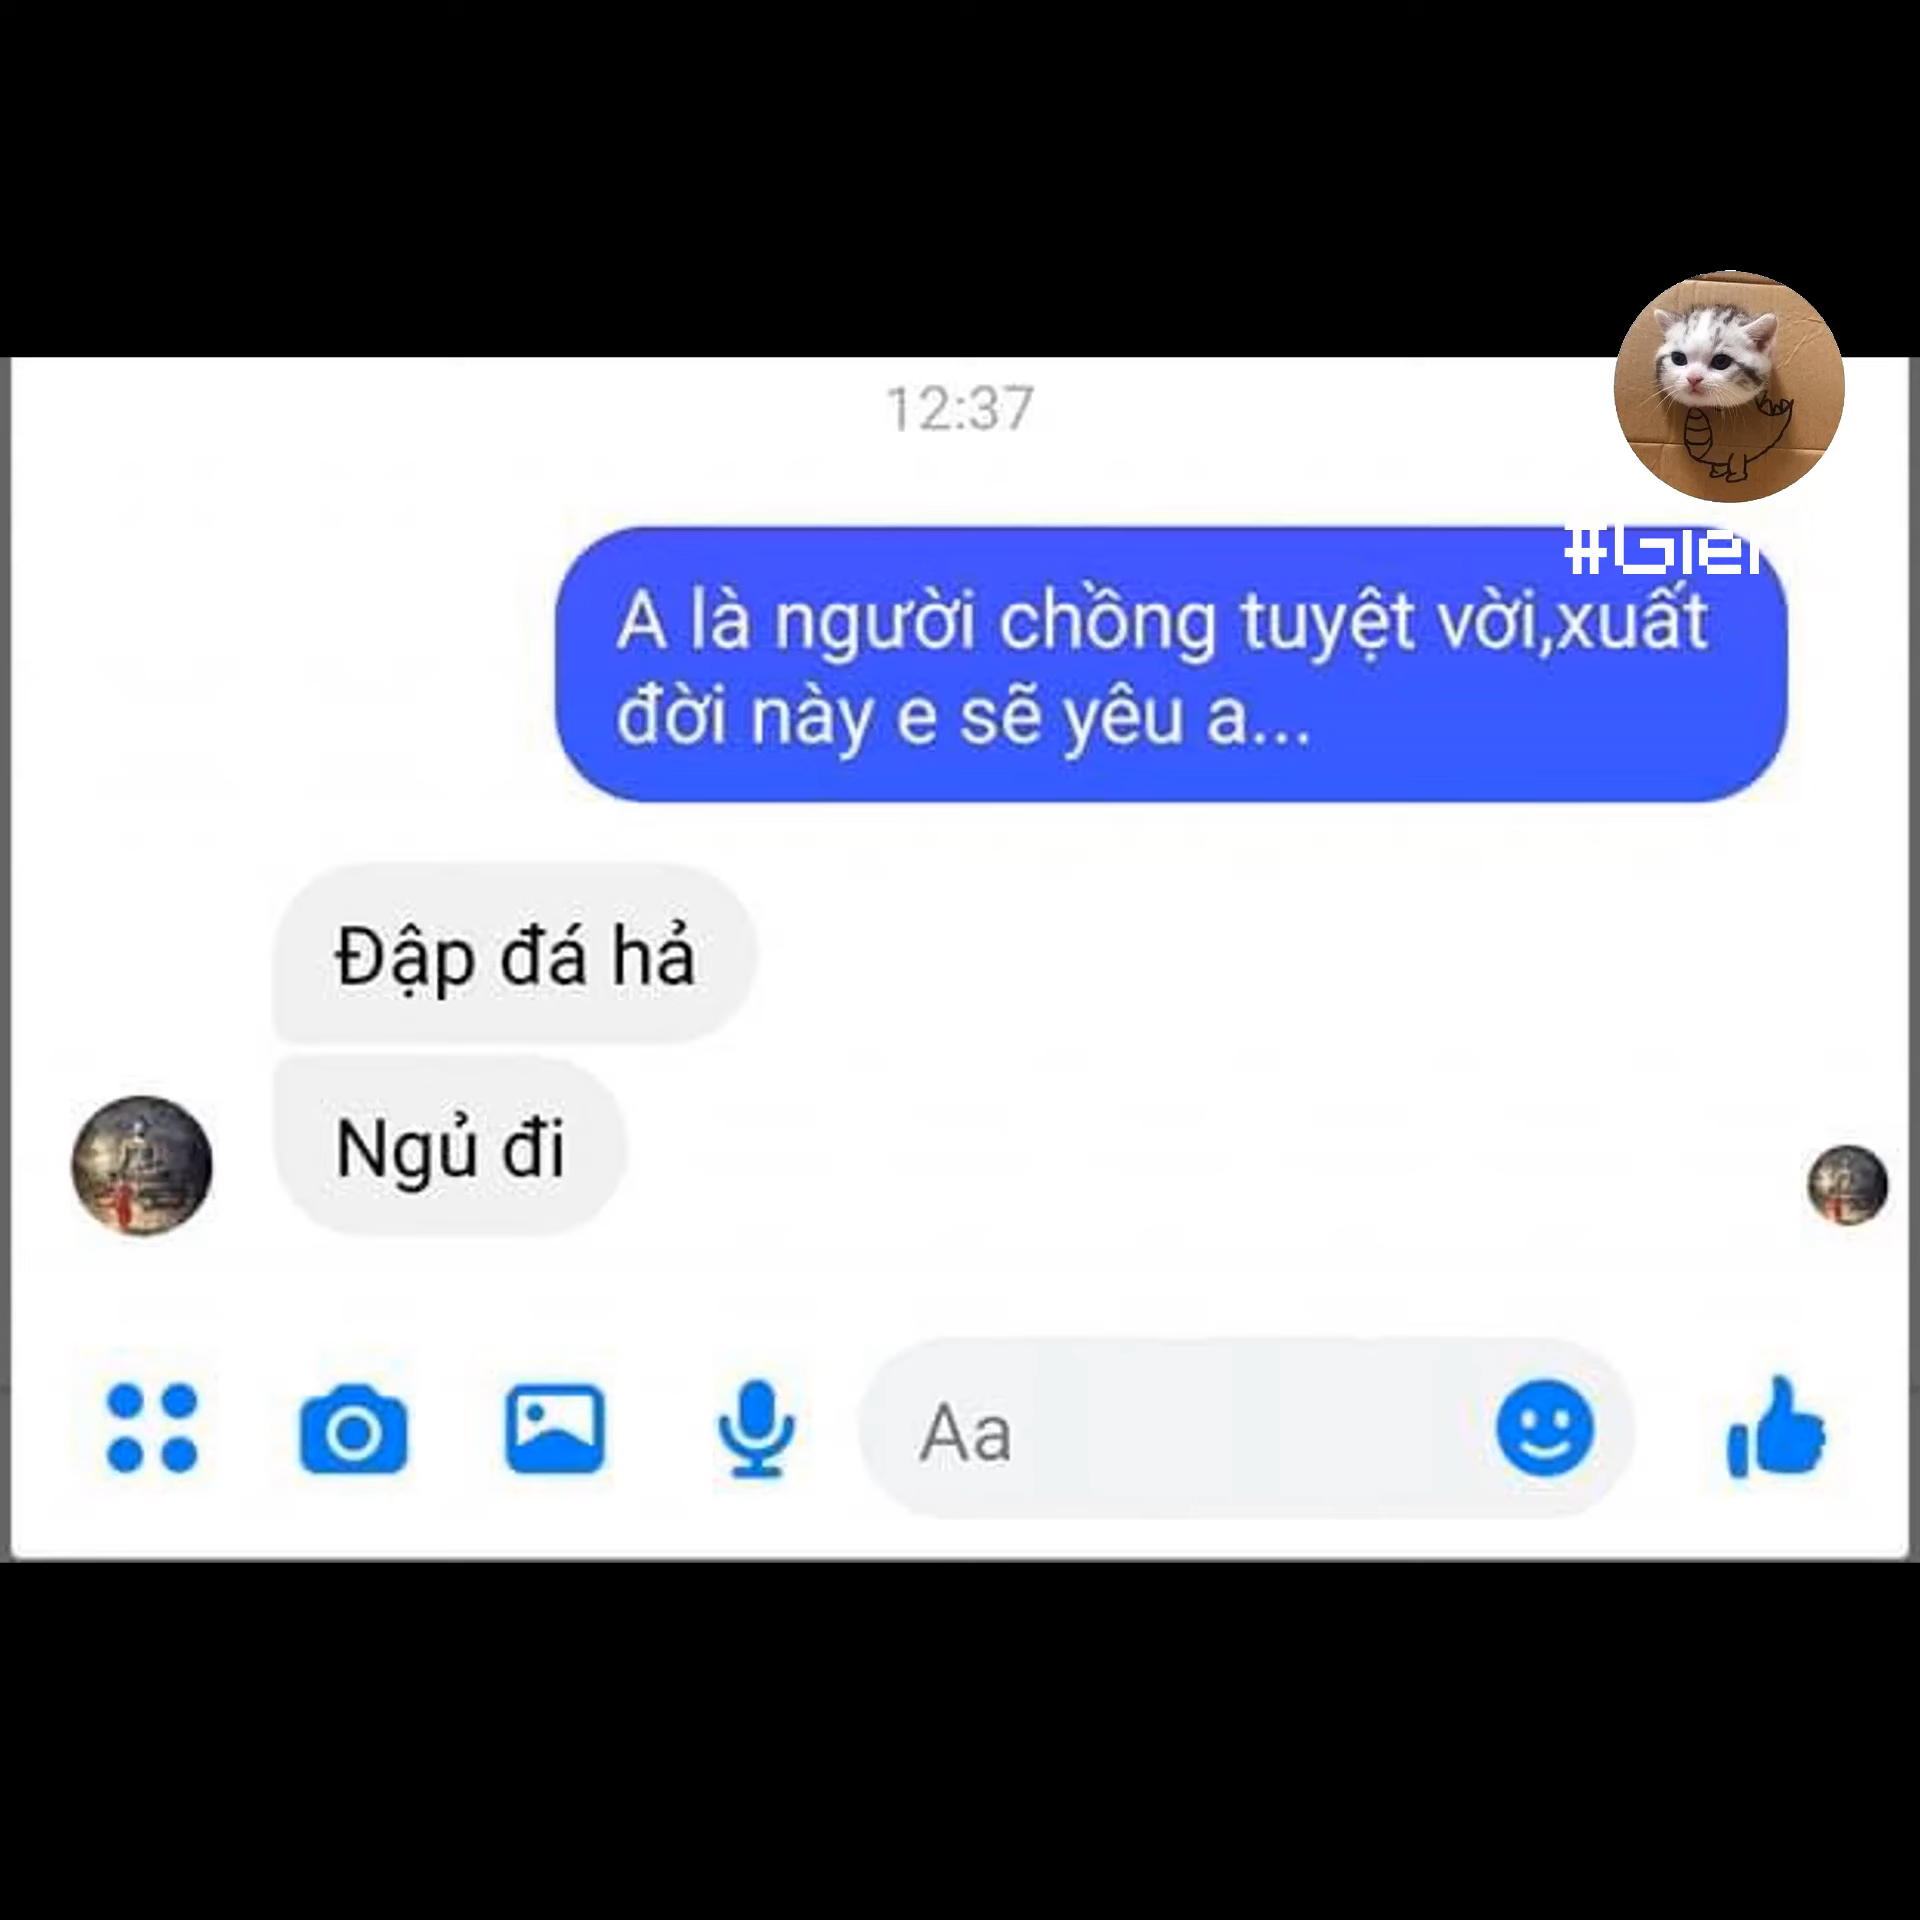 12:37
A là người chồng tuyệt vời,xuất
đời này e sẽ yêu a...
Đập đá hả
Ngủ đi
Aa